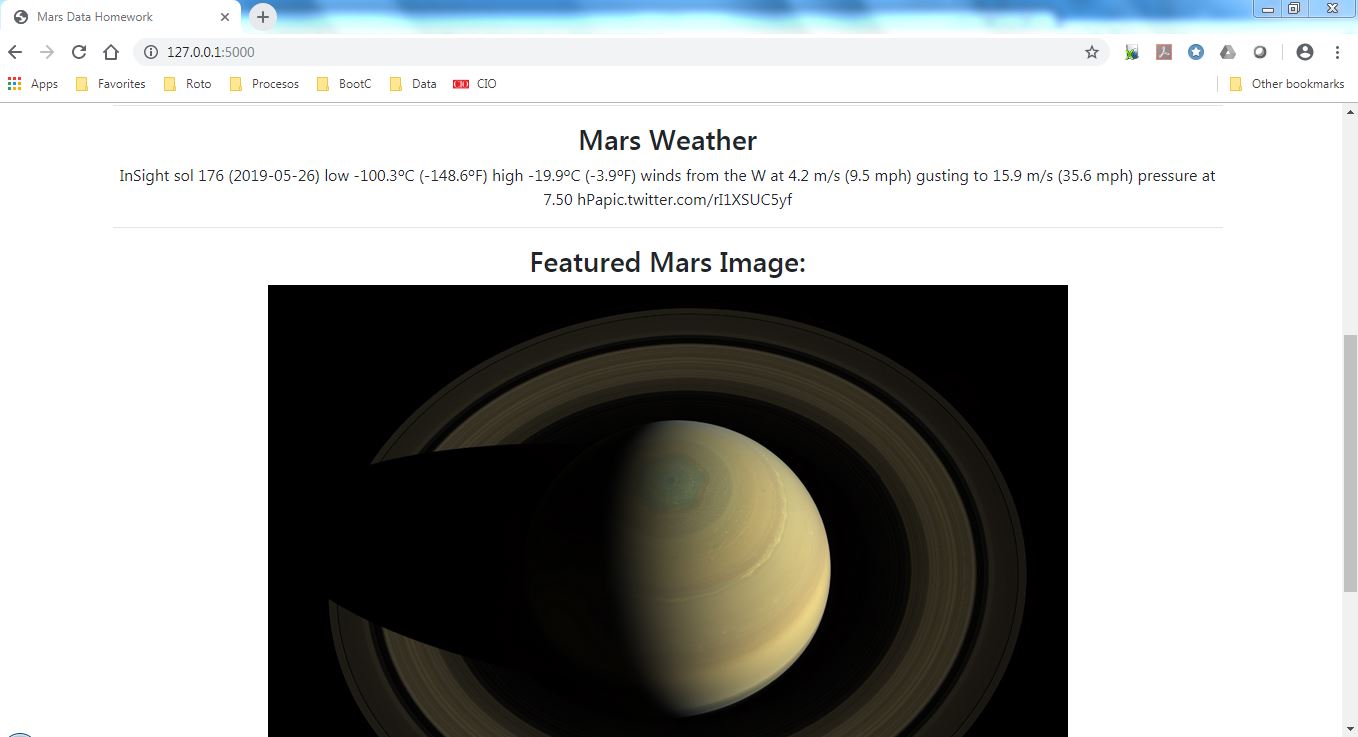 Mars Data Homework
127.0.0.1:5000
Apps Favorites Roto Procesos BootC Data CIO Other bookmarks
Mars Weather
InSight sol 176 (2019-05-26) low -100.3ºC (-148.6ºF) high -19.9ºC (-3.9ºF) winds from the W at 4.2 m/s (9.5 mph) gusting to 15.9 m/s (35.6 mph) pressure at
7.50 hPapic.twitter.com/rI1XSUC5yf
Featured Mars Image: